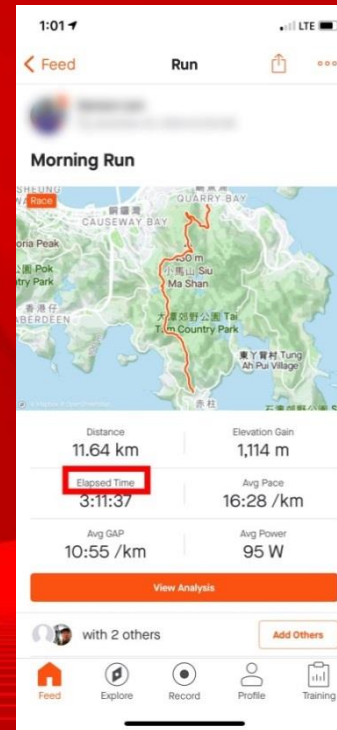 1:01
LTE
Feed
Run
Morning Run
Race
QUARRY BAY
CAUSEWAY BAY
oria Peak
小馬山 Siu
Ma Shan
大潭郊野公園 Tai
Tam Country Park
ABERDEEN
東丫背村 Tung
Ah Pui Village
赤柱
Distance
11.64 km
Elevation Gain
1,114 m
Elapsed Time
3:11:37
Avg Pace
16:28 /km
Avg GAP
10:55 /km
Avg Power
95 W
View Analysis
with 2 others
Add Others
Feed
Explore
Record
Profile
Training